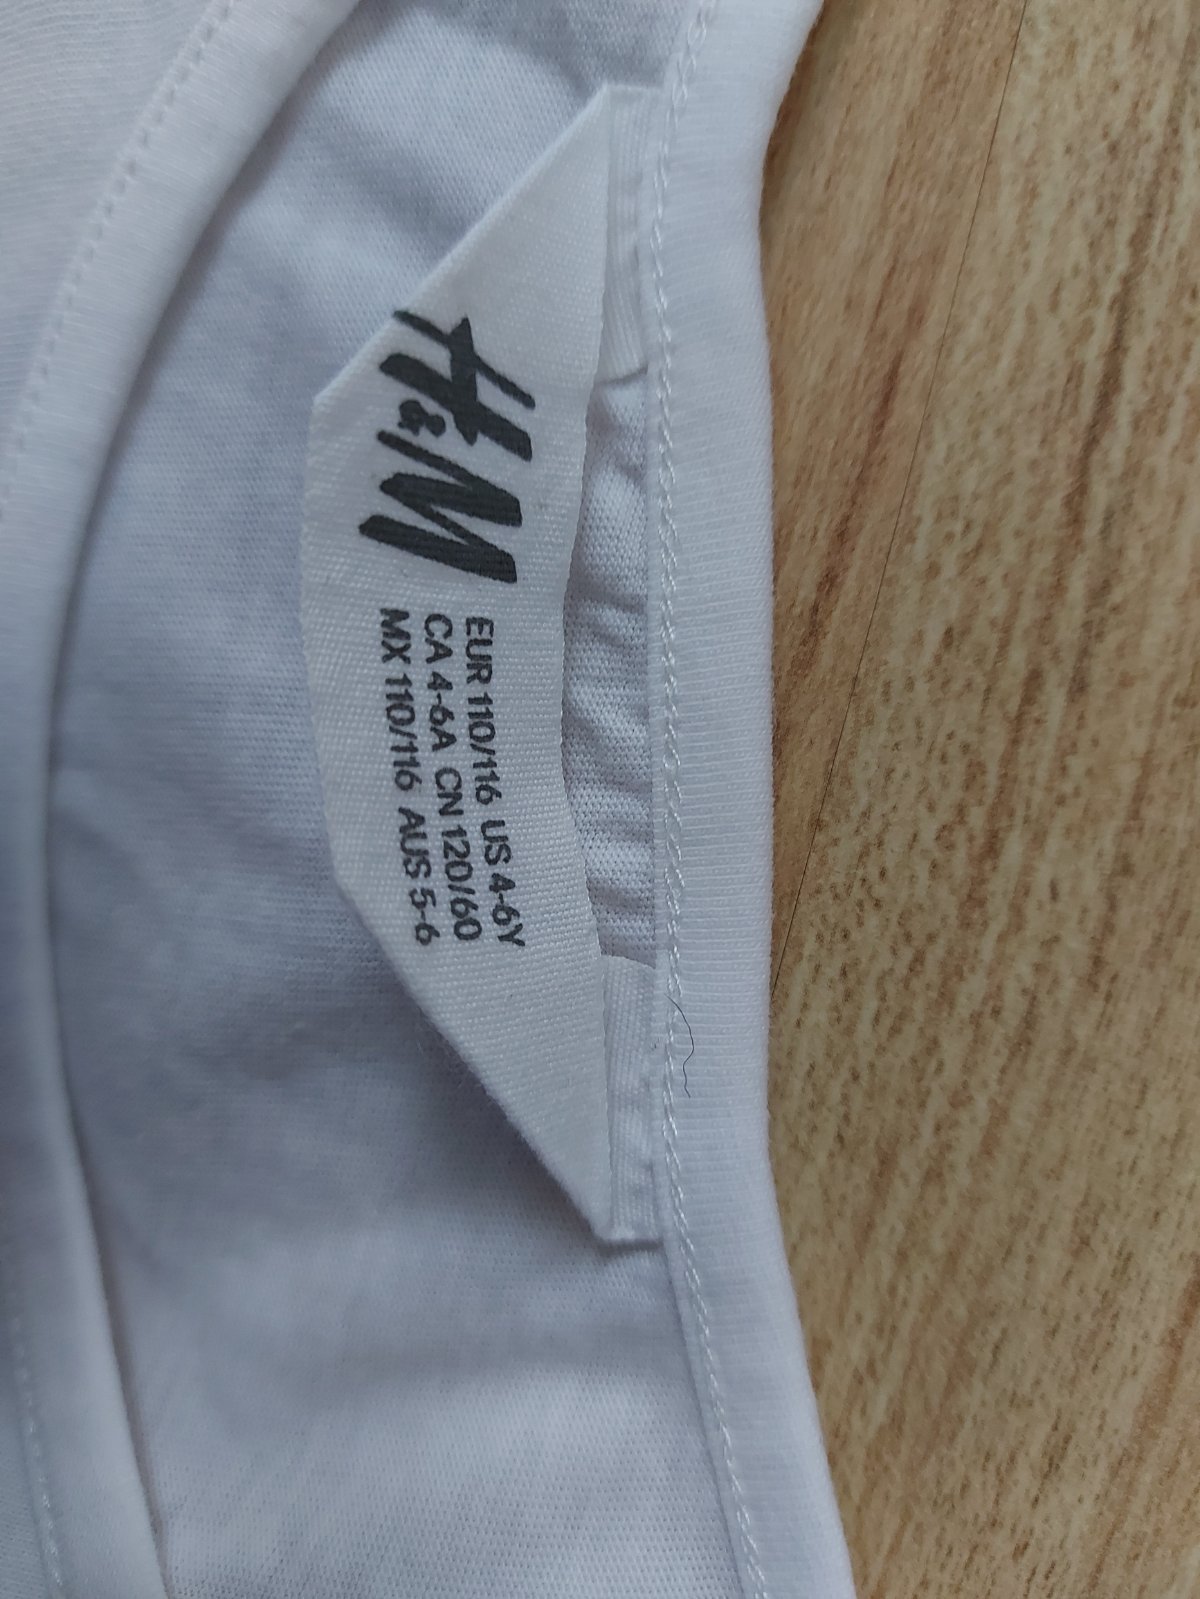 H&M
EUR 110/116 US 4-6Y
CA 4-6A CN 120/60
MX 110/116 AUS 5-6